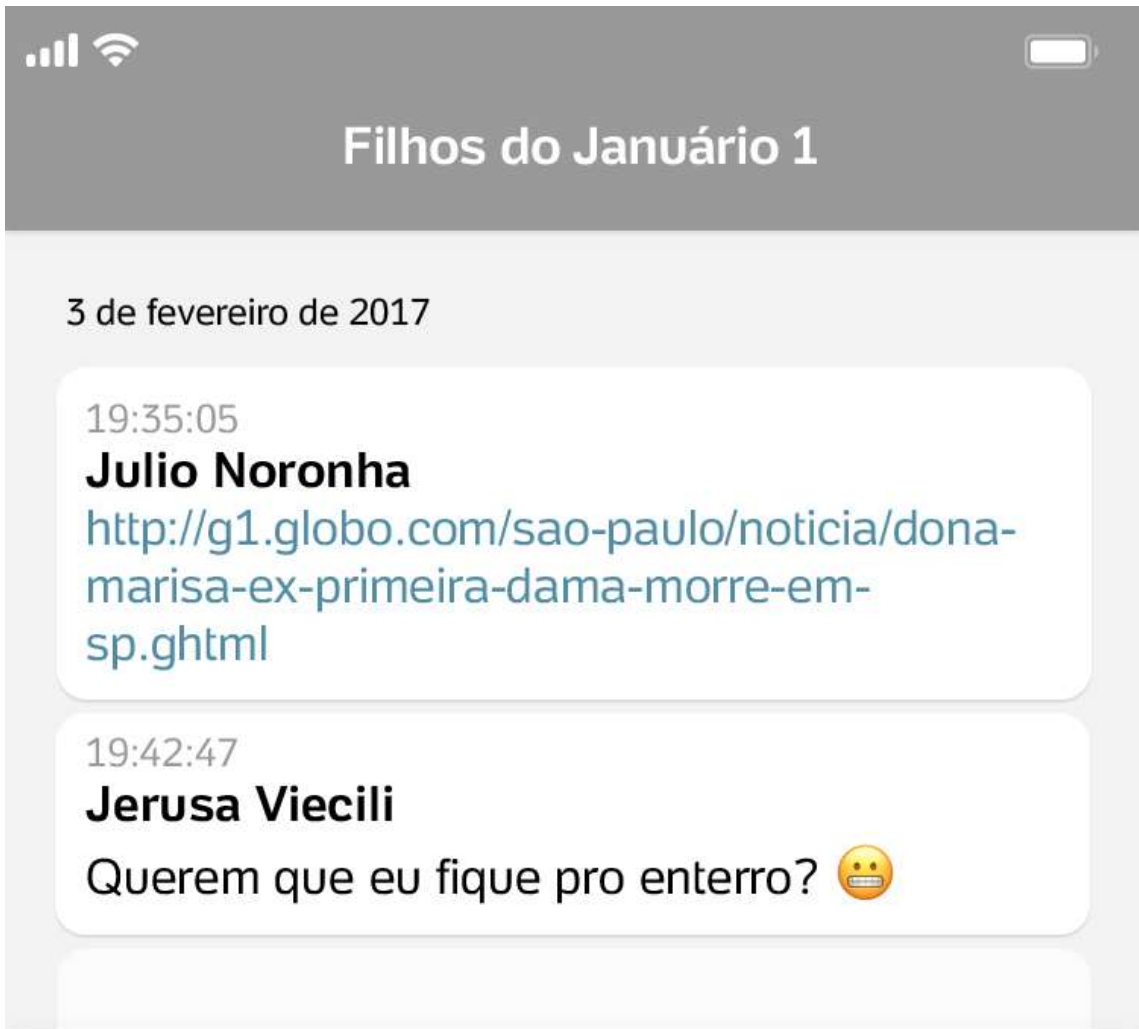 Filhos do Januário 1
3 de fevereiro de 2017
19:35:05
Julio Noronha
http://g1.globo.com/sao-paulo/noticia/dona-
marisa-ex-primeira-dama-morre-em-
sp.ghtml
19:42:47
Jerusa Viecili
Querem que eu fique pro enterro? 😬